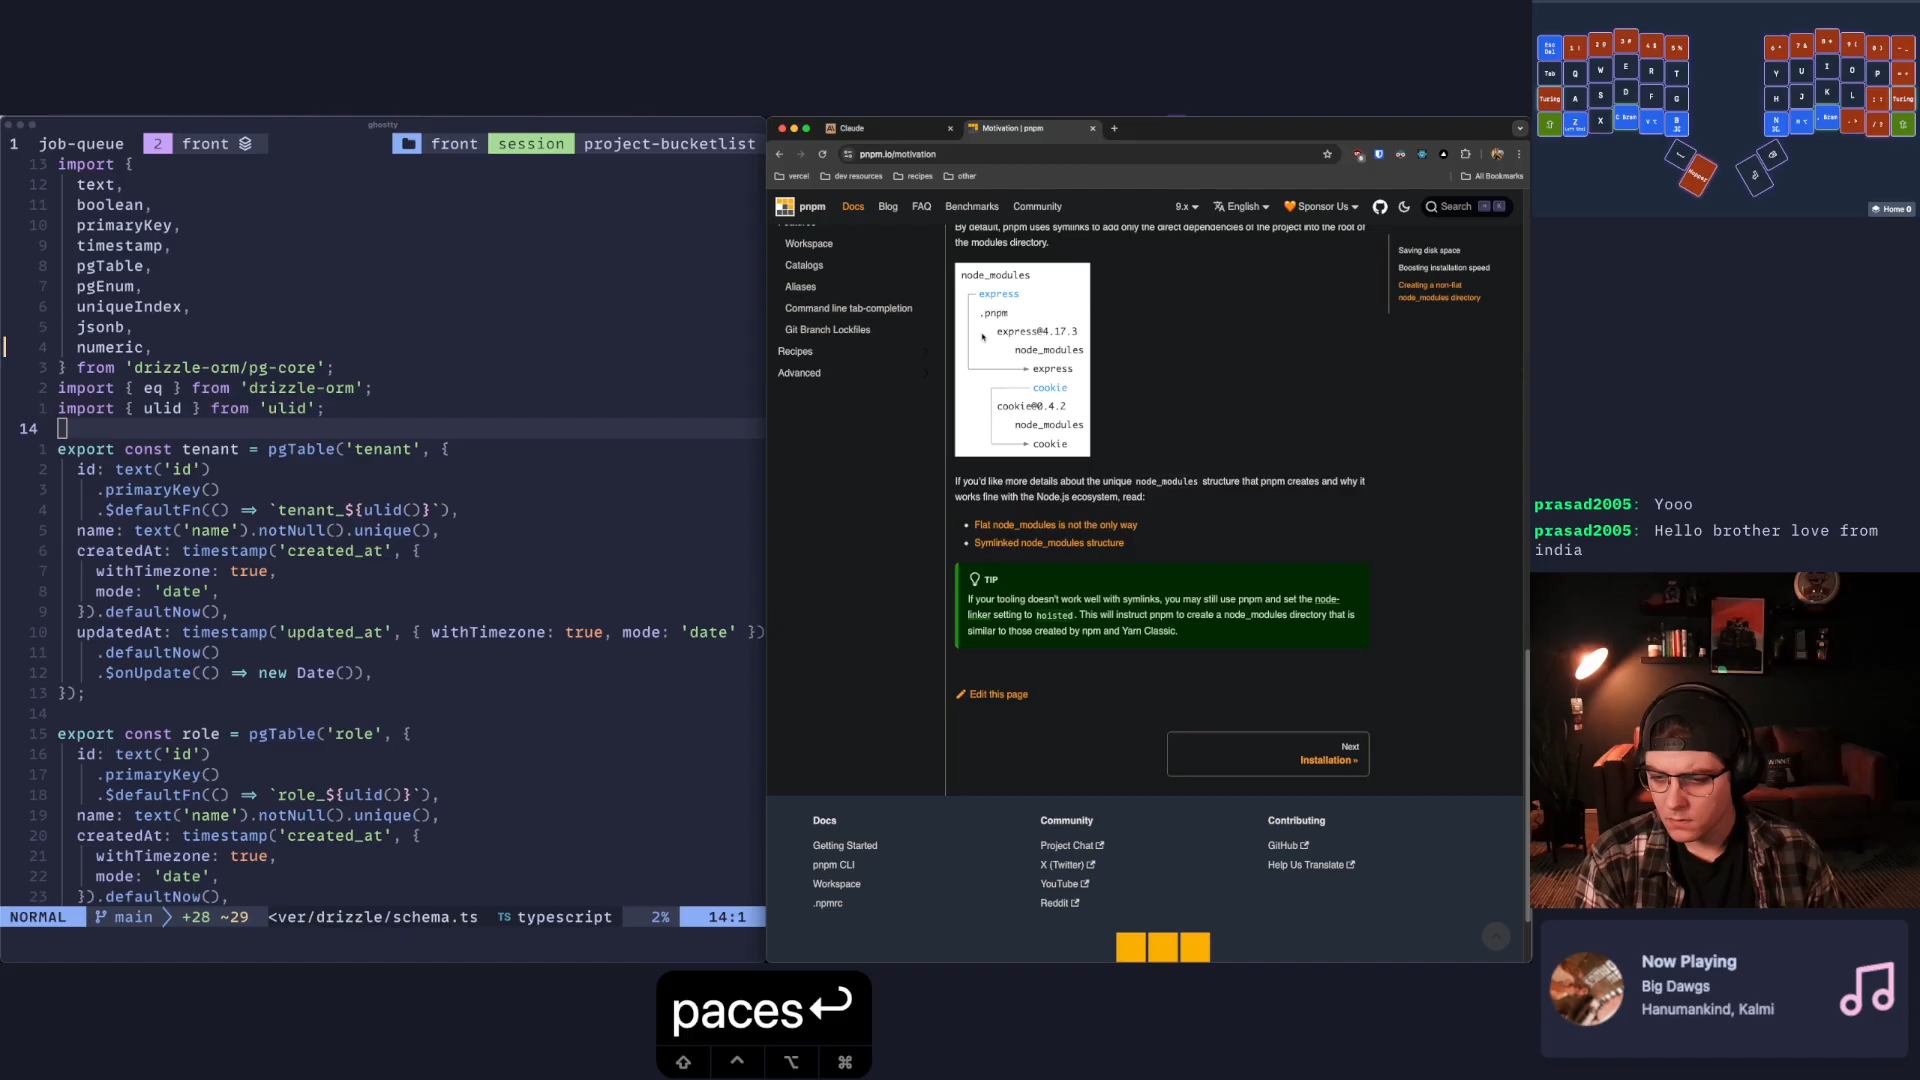 ghostty
1 job-queue 2 front front session project-bucketlist
13 import {
12 text,
11 boolean,
10 primaryKey,
9 timestamp,
8 pgTable,
7 pgEnum,
6 uniqueIndex,
5 jsonb,
4 numeric,
3 } from 'drizzle-orm/pg-core';
2 import { eq } from 'drizzle-orm';
1 import { ulid } from 'ulid';
14
1 export const tenant = pgTable('tenant', {
2 id: text('id')
3 .primaryKey()
4 .$defaultFn(() => `tenant_${ulid()}`),
5 name: text('name').notNull().unique(),
6 createdAt: timestamp('created_at', {
7 withTimezone: true,
8 mode: 'date',
9 }).defaultNow(),
10 updatedAt: timestamp('updated_at', { withTimezone: true, mode: 'date' })
11 .defaultNow()
12 .$onUpdate(() => new Date()),
13 });
14
15 export const role = pgTable('role', {
16 id: text('id')
17 .primaryKey()
18 .$defaultFn(() => `role_${ulid()}`),
19 name: text('name').notNull().unique(),
20 createdAt: timestamp('created_at', {
21 withTimezone: true,
22 mode: 'date',
23 }).defaultNow(),
NORMAL main +28 ~29 <ver/drizzle/schema.ts TS typescript 2% 14:1
Claude
Motivation | pnpm
pnpm.io/motivation
vercel dev resources recipes other All Bookmarks
pnpm Docs Blog FAQ Benchmarks Community 9.x English Sponsor Us Search
Workspace
Catalogs
Aliases
Command line tab-completion
Git Branch Lockfiles
Recipes
Advanced
By default, pnpm uses symlinks to add only the direct dependencies of the project into the root of
the modules directory.
node_modules
express
.pnpm
express@4.17.3
node_modules
express
cookie
cookie@0.4.2
node_modules
cookie
If you'd like more details about the unique node_modules structure that pnpm creates and why it
works fine with the Node.js ecosystem, read:
Flat node_modules is not the only way
Symlinked node_modules structure
TIP
If your tooling doesn't work well with symlinks, you may still use pnpm and set the node-
linker setting to hoisted. This will instruct pnpm to create a node_modules directory that is
similar to those created by npm and Yarn Classic.
Edit this page
Next
Installation »
Saving disk space
Boosting installation speed
Creating a non-flat
node_modules directory
Docs
Getting Started
pnpm CLI
Workspace
.npmrc
Community
Project Chat
X (Twitter)
YouTube
Reddit
Contributing
GitHub
Help Us Translate
paces
Esc
Del
Tab Q W E R T
Turing A S D F G
Z X V B
Y U I O P
H J K L Turing
N
Hopper
Home 0
prasad2005: Yooo
prasad2005: Hello brother love from
india
Now Playing
Big Dawgs
Hanumankind, Kalmi